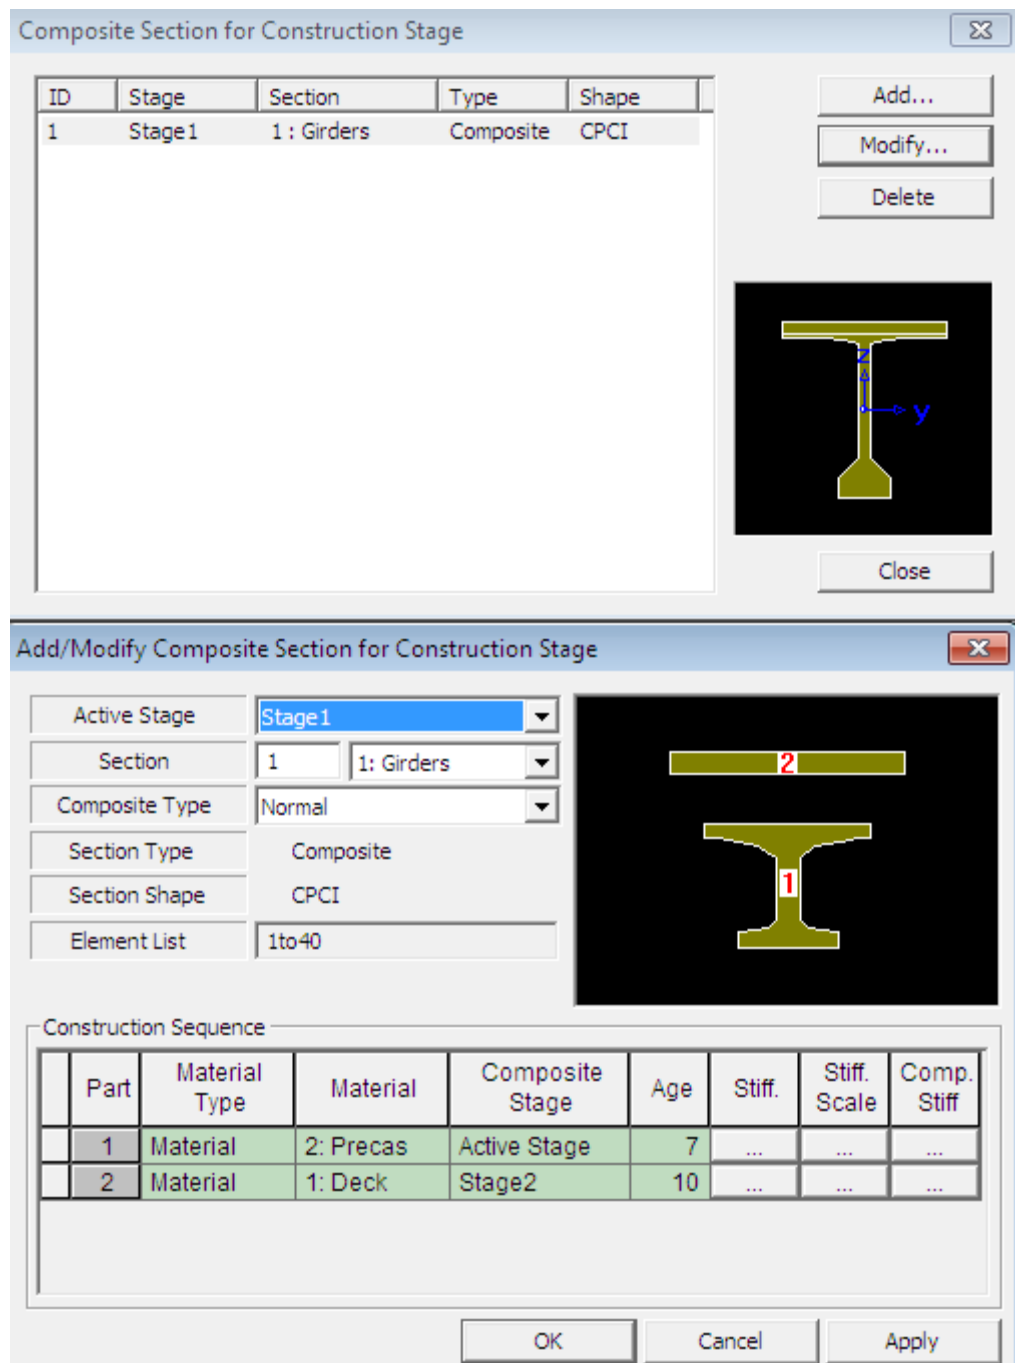 Composite Section for Construction Stage
ID Stage Section Type Shape
1 Stage1 1 : Girders Composite CPCI
Add...
Modify...
Delete
z
y
Close
Add/Modify Composite Section for Construction Stage
Active Stage Stage1
Section 1 1: Girders
Composite Type Normal
Section Type Composite
Section Shape CPCI
Element List 1to40
2
1
Construction Sequence
Part Material Type Material Composite Stage Age Stiff. Stiff. Scale Comp. Stiff
1 Material 2: Precas Active Stage 7 ... ... ...
2 Material 1: Deck Stage2 10 ... ... ...
OK Cancel Apply